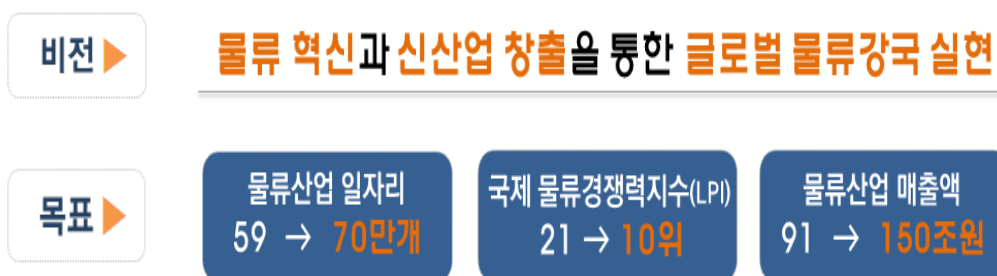 비전 ▶
물류 혁신과 신산업 창출을 통한 글로벌 물류강국 실현
목표 ▶
물류산업 일자리
59 → 70만개
국제 물류경쟁력지수(LPI)
21 → 10위
물류산업 매출액
91 → 150조원